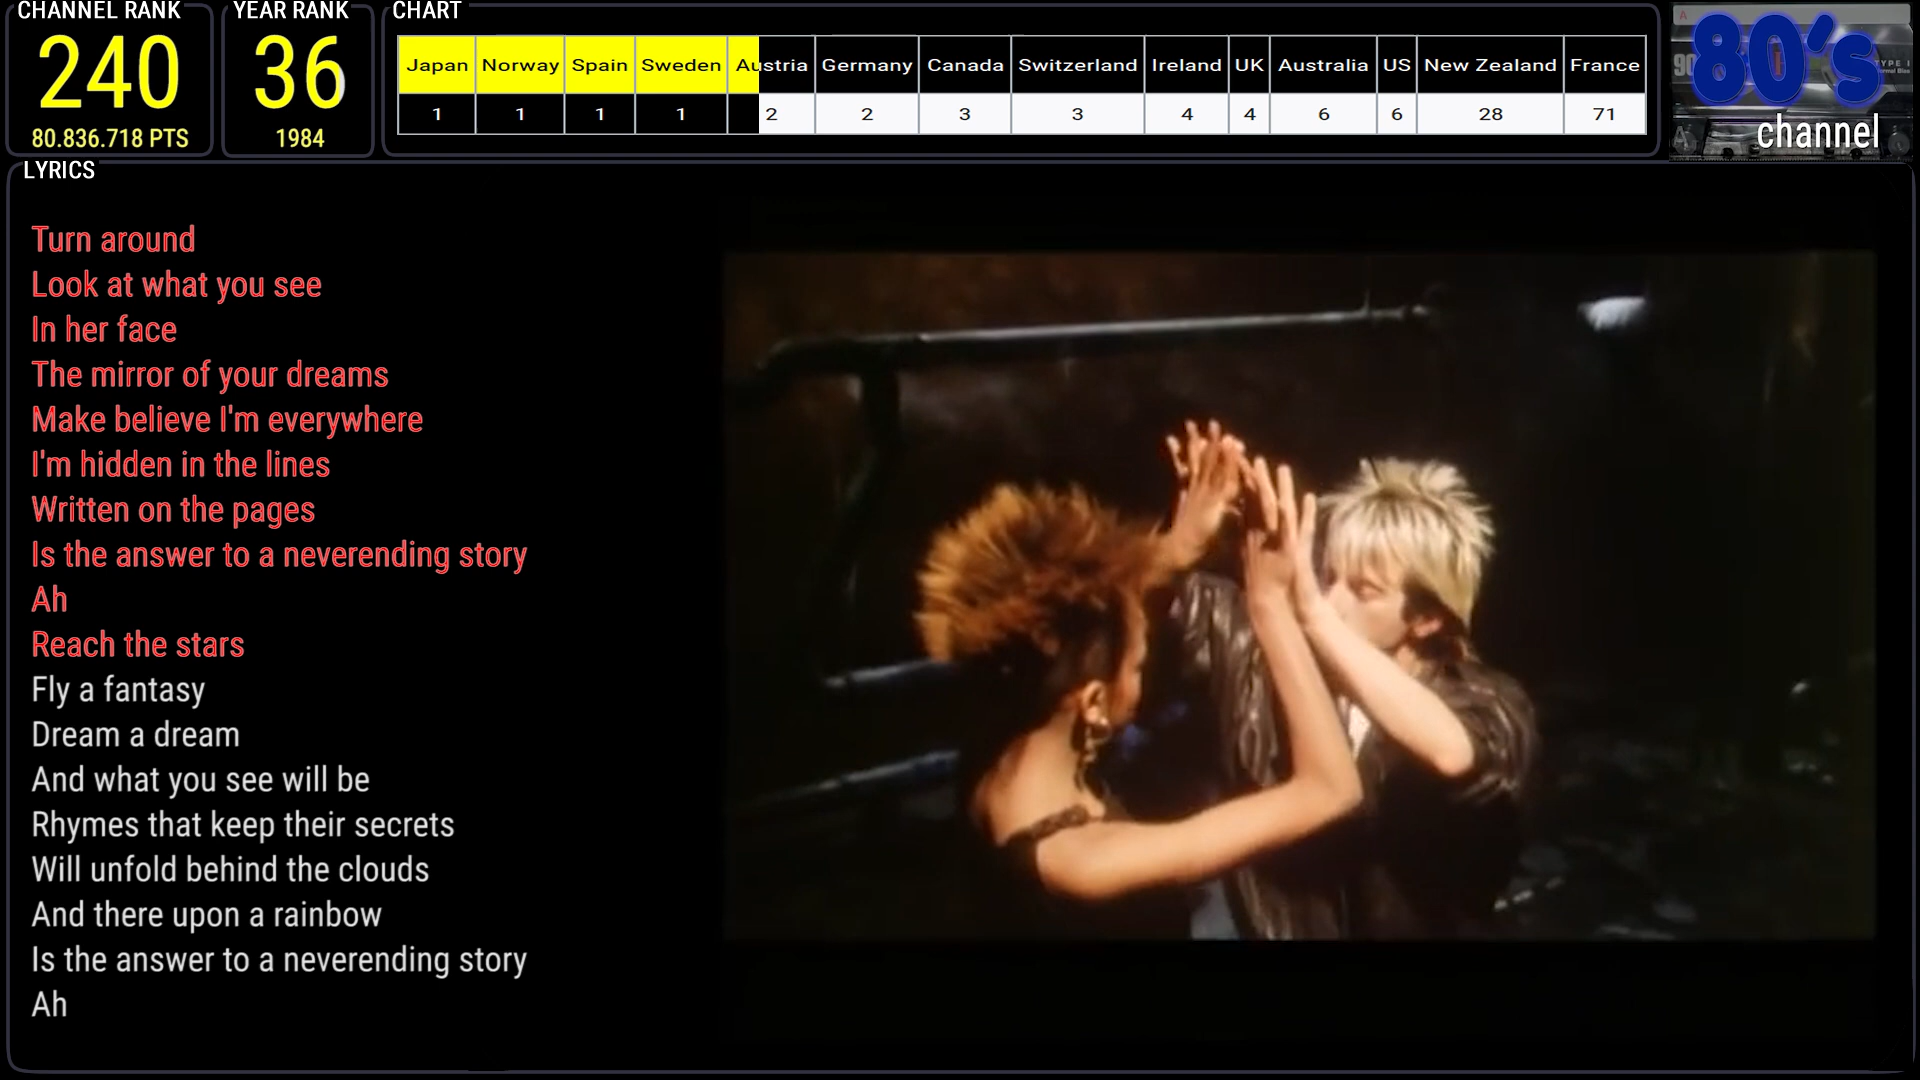 CHANNEL RANK
240
80.836.718 PTS
YEAR RANK
36
1984
CHART
Japan Norway Spain Sweden Austria Germany Canada Switzerland Ireland UK Australia US New Zealand France
1 1 1 1 2 2 3 3 4 4 6 6 28 71
A
90
80's
TYPE I
channel
A
LYRICS
Turn around
Look at what you see
In her face
The mirror of your dreams
Make believe I'm everywhere
I'm hidden in the lines
Written on the pages
Is the answer to a neverending story
Ah
Reach the stars
Fly a fantasy
Dream a dream
And what you see will be
Rhymes that keep their secrets
Will unfold behind the clouds
And there upon a rainbow
Is the answer to a neverending story
Ah